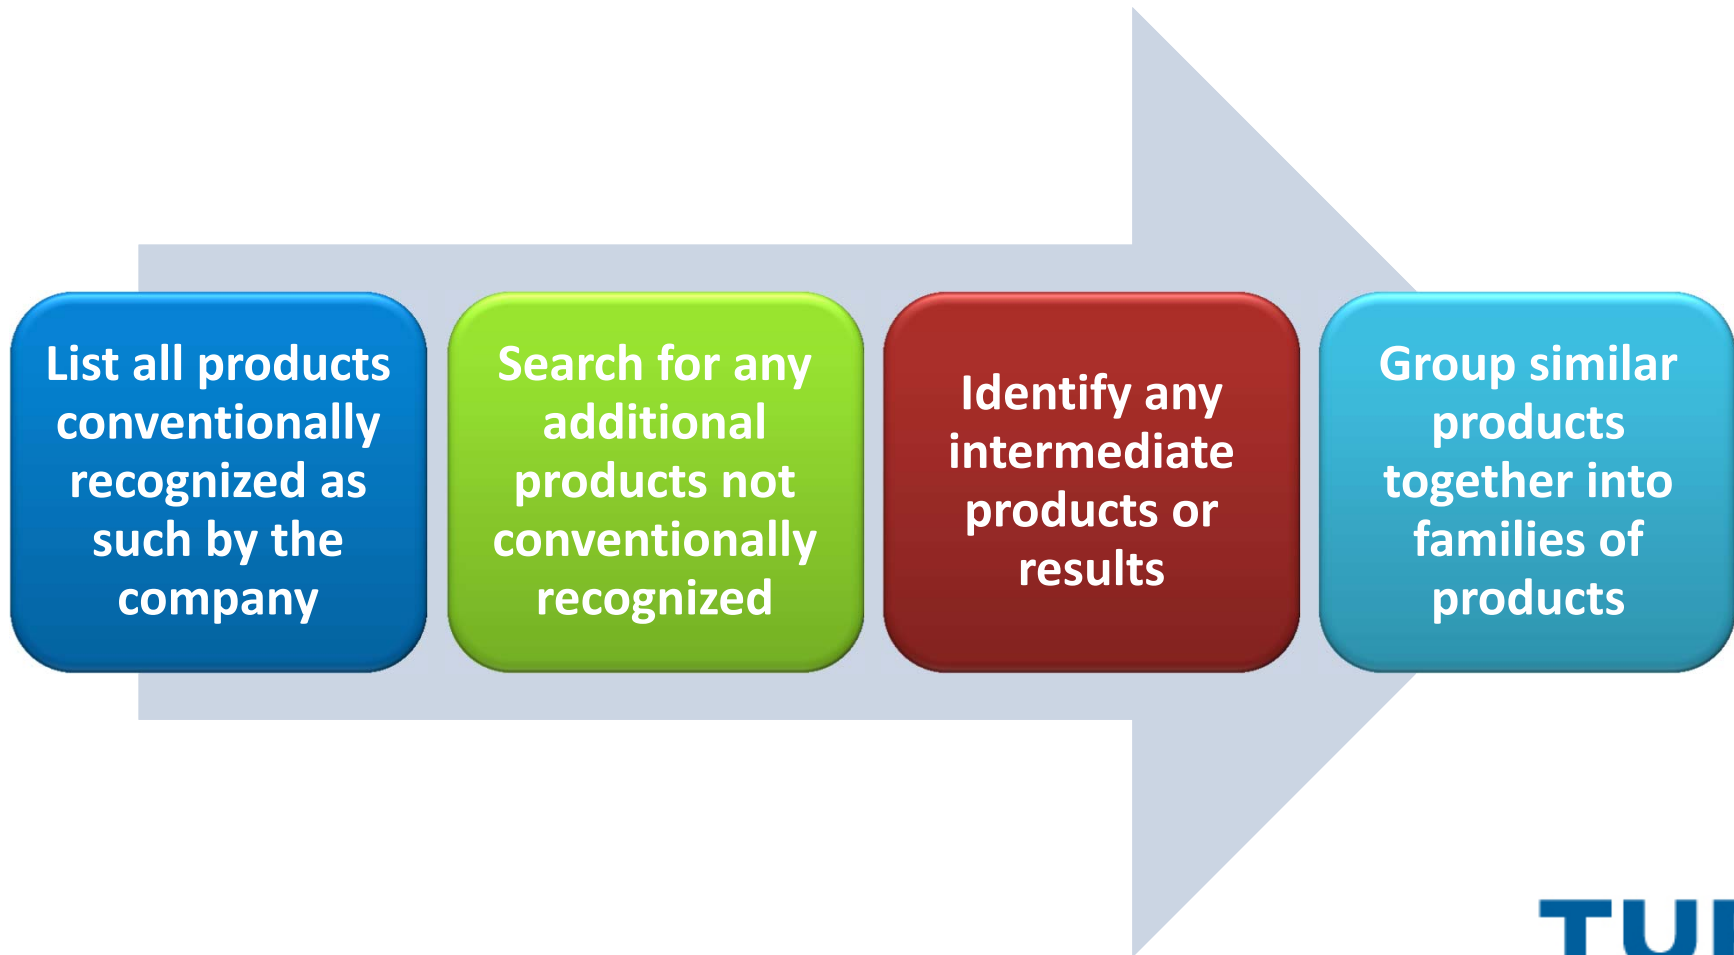 List all products
conventionally
recognized as
such by the
company
Search for any
additional
products not
conventionally
recognized
Identify any
intermediate
products or
results
Group similar
products
together into
families of
products